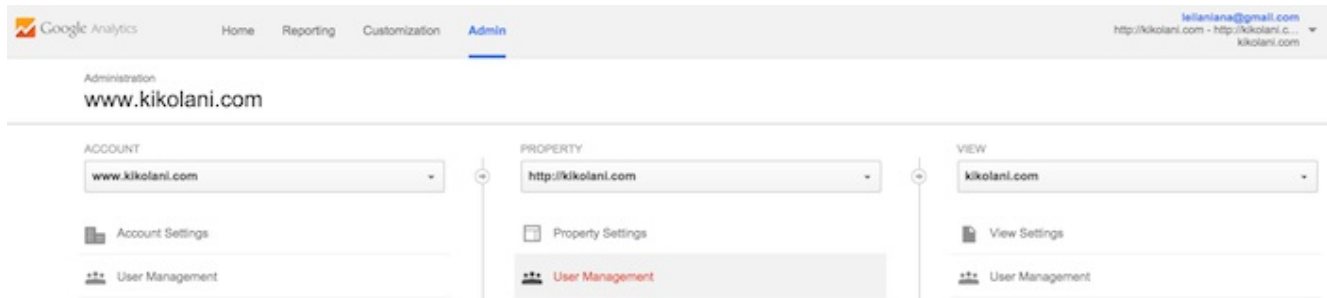 Google Analytics Home Reporting Customization Admin
leilaniana@gmail.com
http://kikolani.com - http://kikolani.c...
kikolani.com
Administration
www.kikolani.com
ACCOUNT PROPERTY VIEW
www.kikolani.com http://kikolani.com kikolani.com
Account Settings Property Settings View Settings
User Management User Management User Management